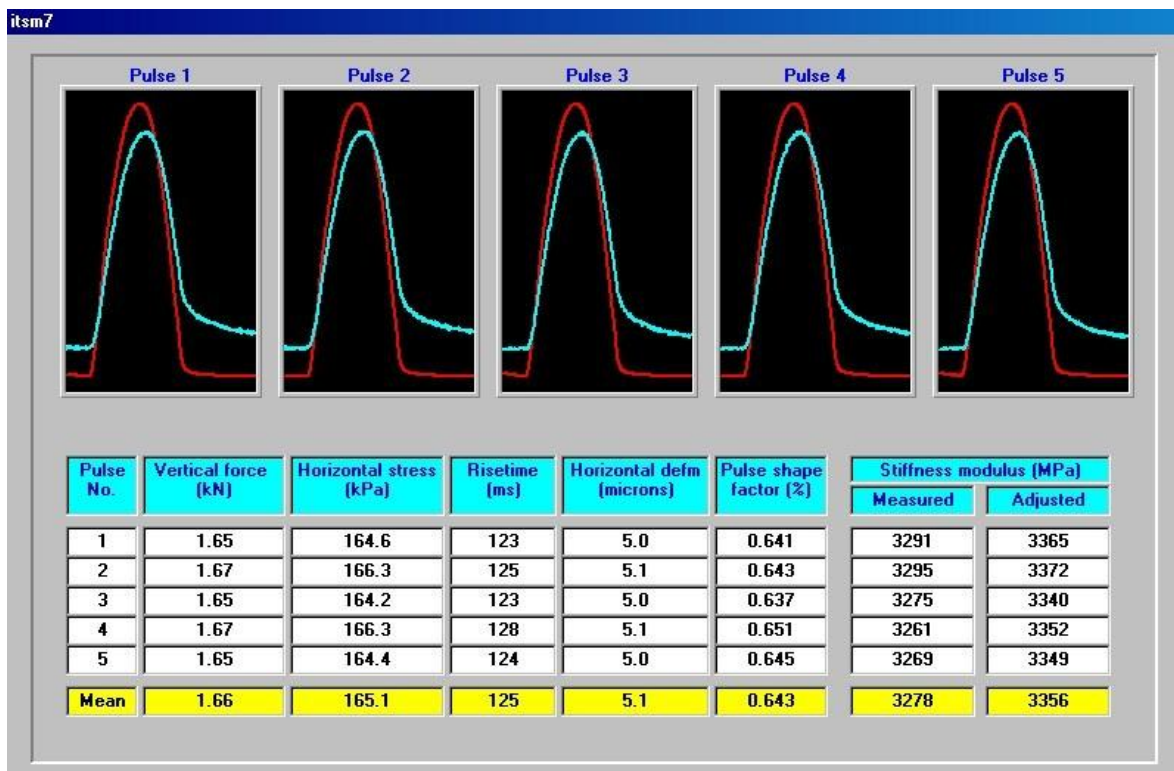 itsm7
Pulse 1 Pulse 2 Pulse 3 Pulse 4 Pulse 5
Pulse No. Vertical force (kN) Horizontal stress (kPa) Risetime (ms) Horizontal defm (microns) Pulse shape factor (%) Stiffness modulus (MPa)
Measured Adjusted
1 1.65 164.6 123 5.0 0.641 3291 3365
2 1.67 166.3 125 5.1 0.643 3295 3372
3 1.65 164.2 123 5.0 0.637 3275 3340
4 1.67 166.3 128 5.1 0.651 3261 3352
5 1.65 164.4 124 5.0 0.645 3269 3349
Mean 1.66 165.1 125 5.1 0.643 3278 3356